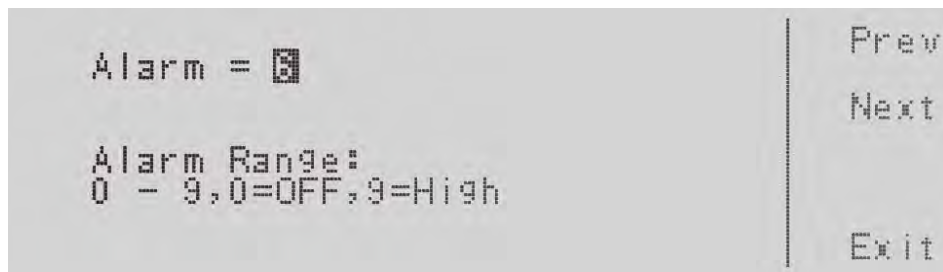 Alarm = 6
Alarm Range:
0 - 9,0=OFF,9=High
Prev
Next
Exit